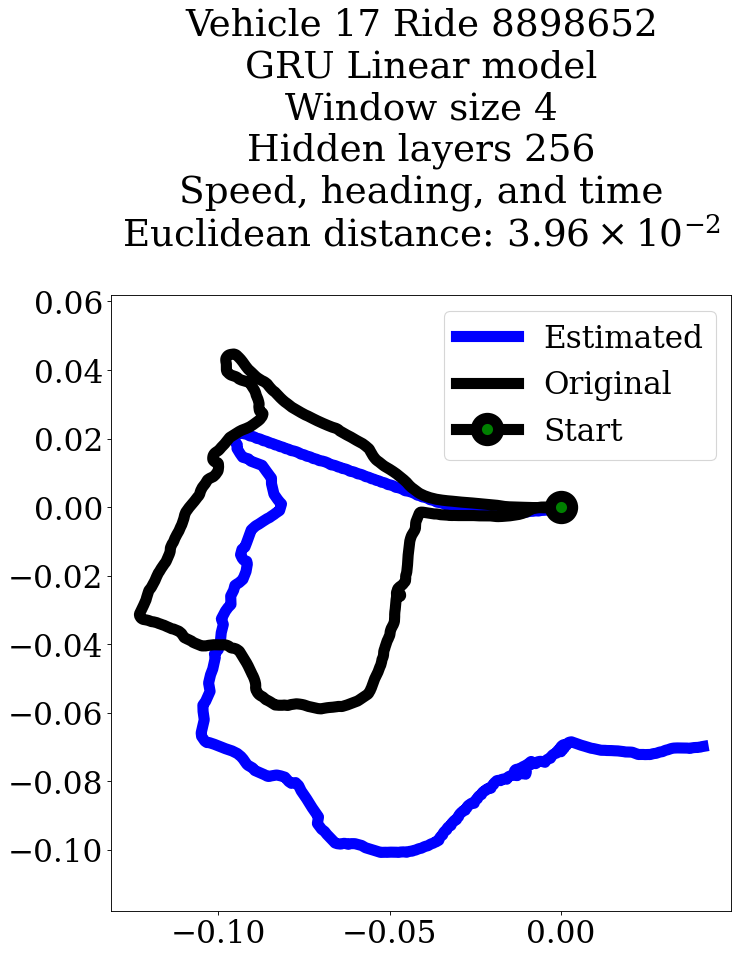 Vehicle 17 Ride 8898652
GRU Linear model
Window size 4
Hidden layers 256
Speed, heading, and time
Euclidean distance: 3.96 × 10⁻²
Estimated
Original
Start
0.06
0.04
0.02
0.00
−0.02
−0.04
−0.06
−0.08
−0.10
−0.10 −0.05 0.00